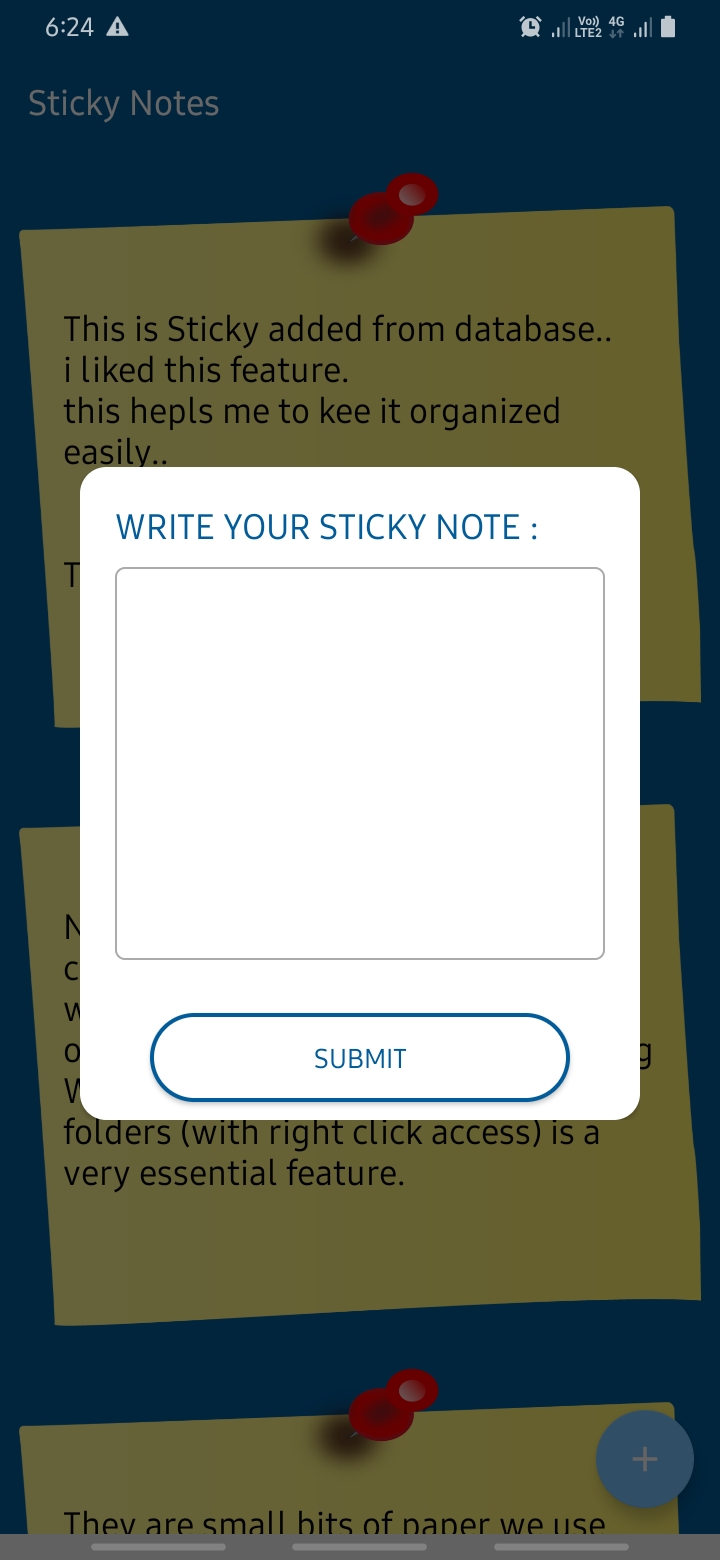 6:24 Vo)) LTE2 4G
Sticky Notes
This is Sticky added from database..
i liked this feature.
this hepls me to kee it organized
easily..
WRITE YOUR STICKY NOTE :
SUBMIT
folders (with right click access) is a
very essential feature.
+
They are small bits of paper we use